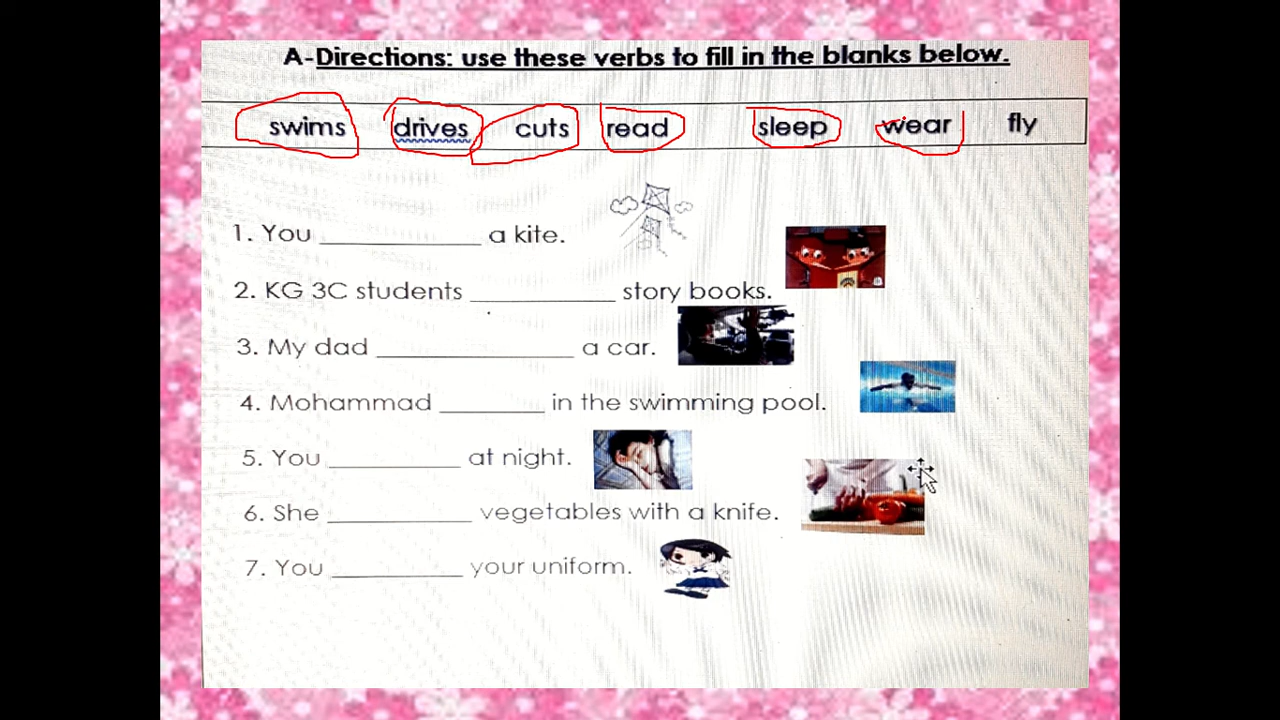 A-Directions: use these verbs to fill in the blanks below.
swims drives cuts read sleep wear fly
1. You ____________ a kite.
2. KG 3C students ___________ story books.
3. My dad _______________ a car.
4. Mohammad ________ in the swimming pool.
5. You __________ at night.
6. She ___________ vegetables with a knife.
7. You __________ your uniform.